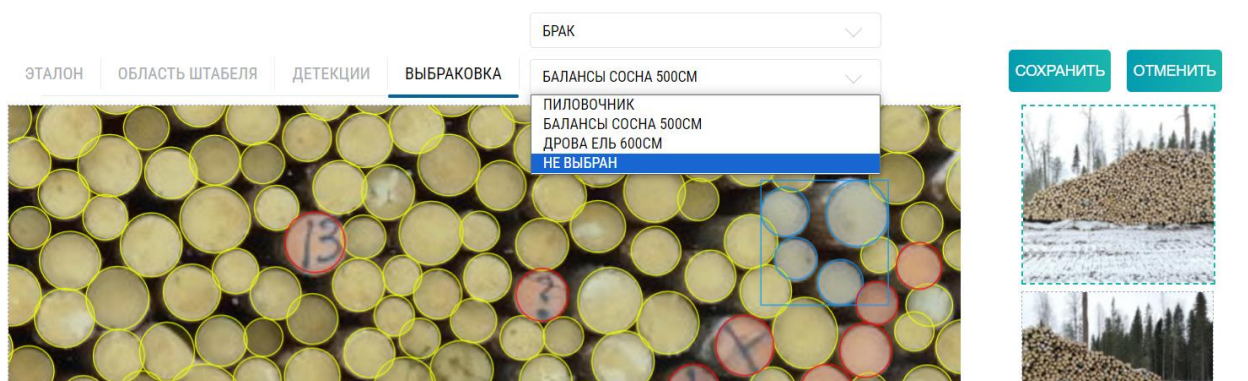 БРАК
ЭТАЛОН ОБЛАСТЬ ШТАБЕЛЯ ДЕТЕКЦИИ ВЫБРАКОВКА БАЛАНСЫ СОСНА 500СМ СОХРАНИТЬ ОТМЕНИТЬ
ПИЛОВОЧНИК
БАЛАНСЫ СОСНА 500СМ
ДРОВА ЕЛЬ 600СМ
НЕ ВЫБРАН
13
?
X